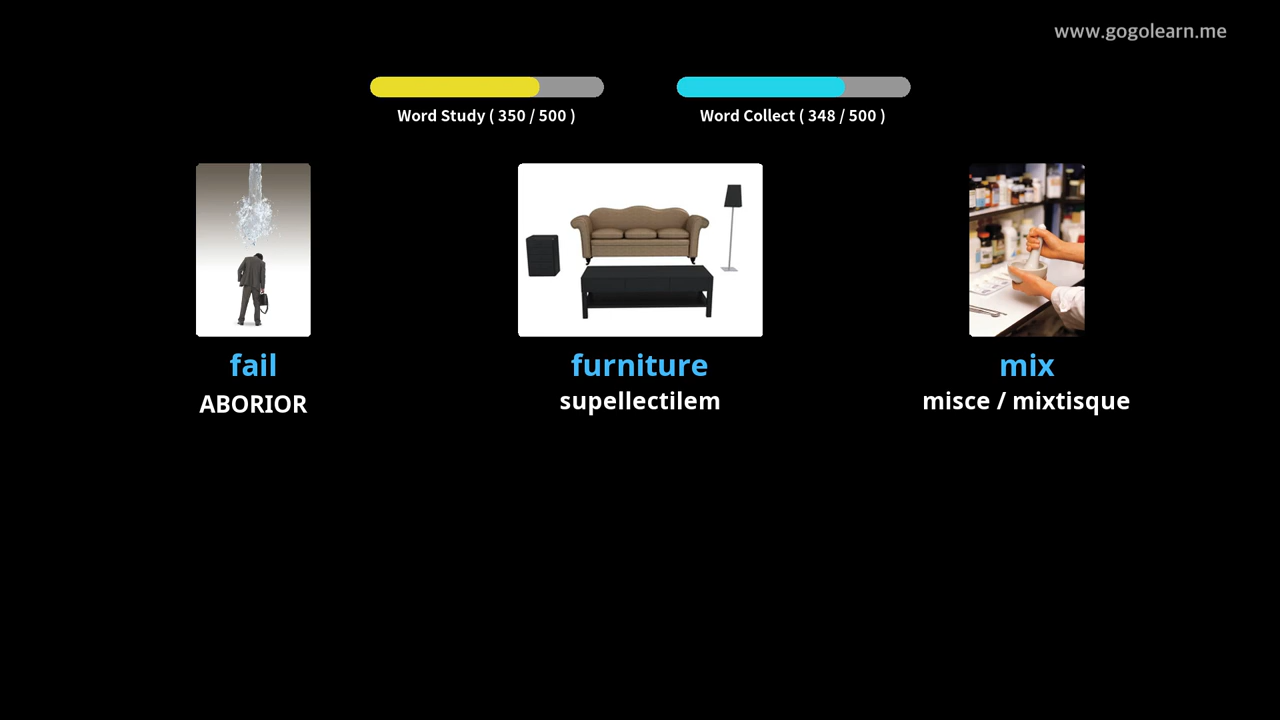 www.gogolearn.me
Word Study ( 350 / 500 )
Word Collect ( 348 / 500 )
fail
furniture
mix
ABORIOR
supellectilem
misce / mixtisque